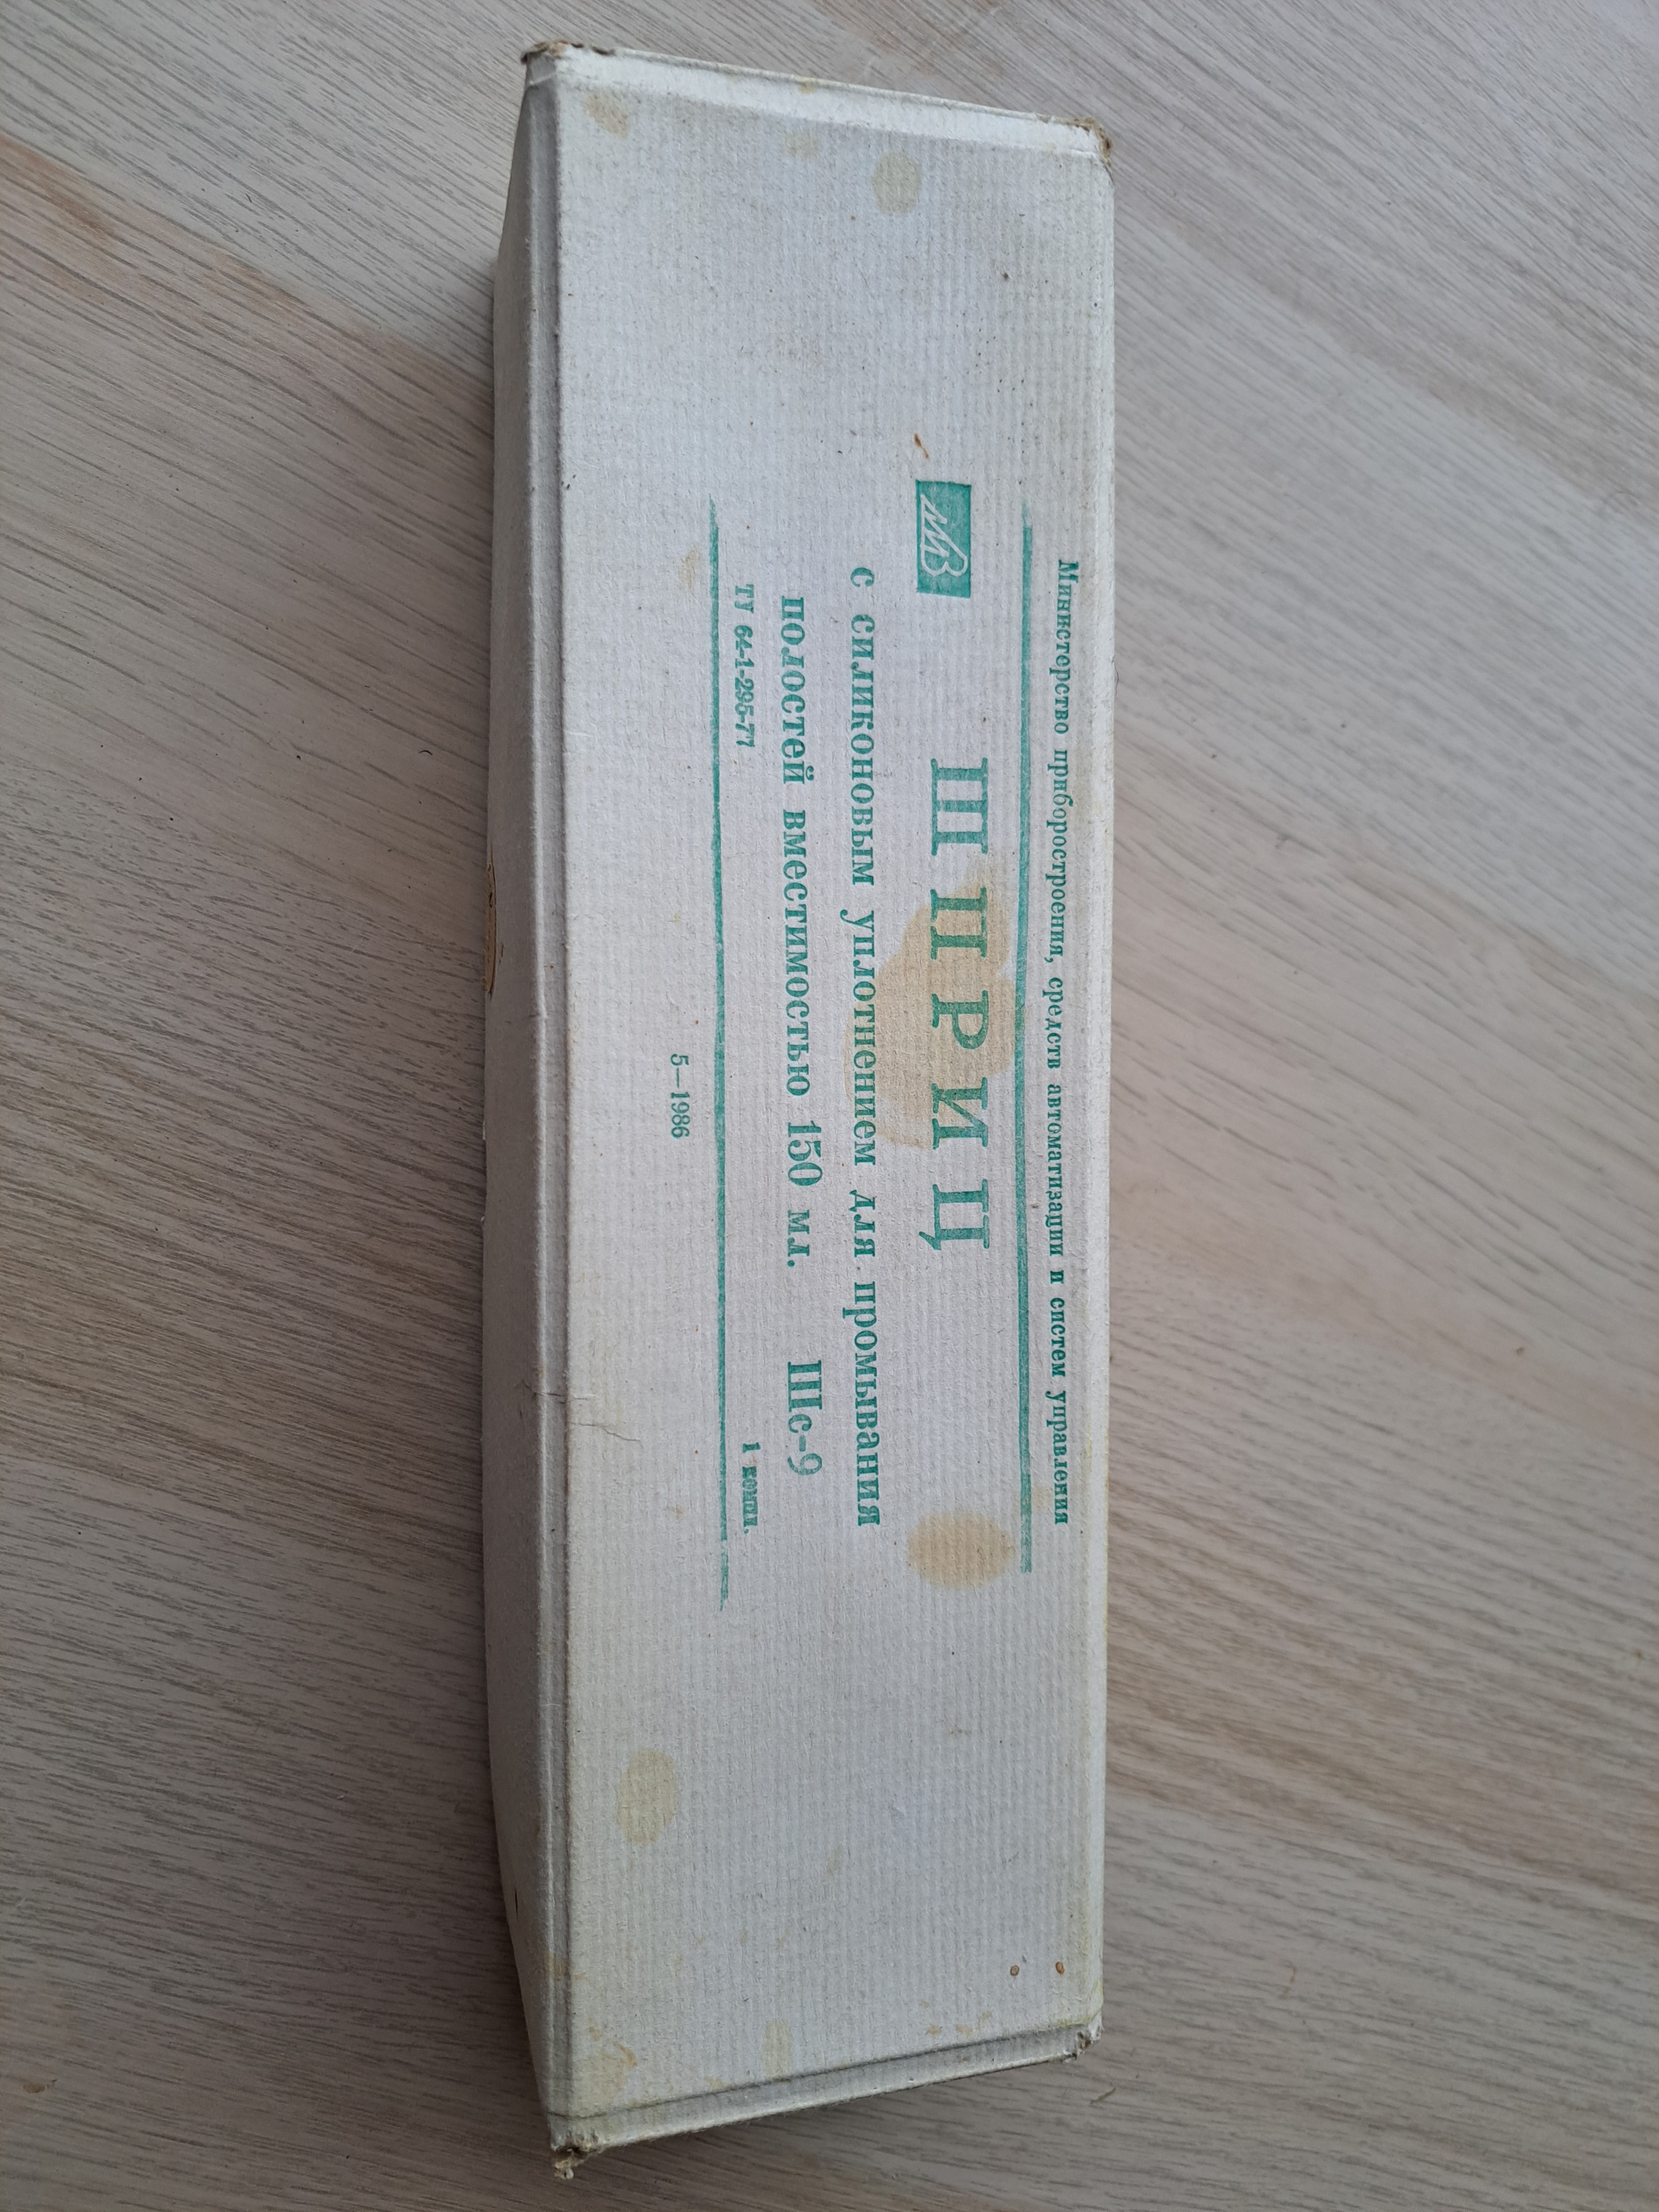 Министерство приборостроения, средств автоматизации и систем управления
ШПРИЦ
с силиконовым уплотнением для промывания
полостей вместимостью 150 мл. Шс-9
ТУ 64-1-295-77 1 компл.
5—1986